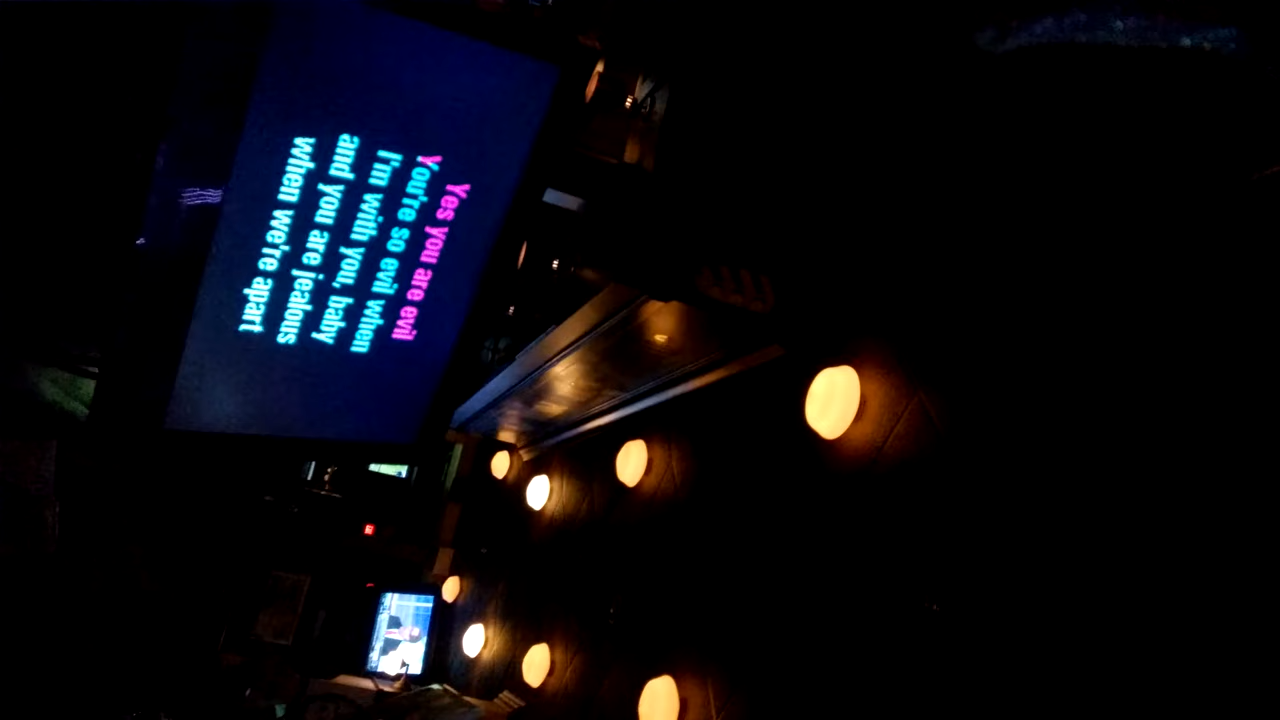 Yes you are evil
You're so evil when
I'm with you, baby
and you are jealous
when we're apart